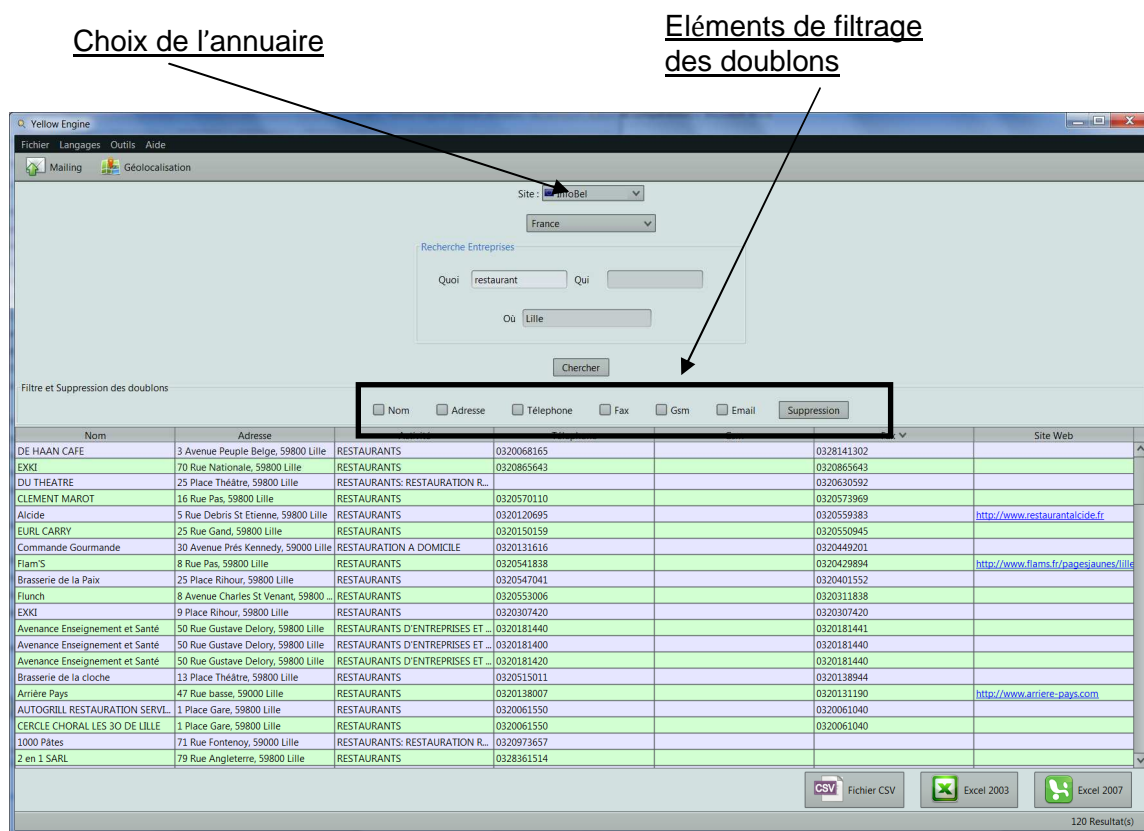 Choix de l'annuaire
Eléments de filtrage
des doublons
Yellow Engine
Fichier Langages Outils Aide
Mailing Géolocalisation
Site : InfoBel
France
Recherche Entreprises
Quoi restaurant Qui
Où Lille
Chercher
Filtre et Suppression des doublons
Nom Adresse Télephone Fax Gsm Email Suppression
Nom Adresse Activité Télephone Gsm Fax Site Web
DE HAAN CAFE 3 Avenue Peuple Belge, 59800 Lille RESTAURANTS 0320068165 0328141302
EXKI 70 Rue Nationale, 59800 Lille RESTAURANTS 0320865643 0320865643
DU THEATRE 25 Place Théâtre, 59800 Lille RESTAURANTS: RESTAURATION R... 0320630592
CLEMENT MAROT 16 Rue Pas, 59800 Lille RESTAURANTS 0320570110 0320573969
Alcide 5 Rue Debris St Etienne, 59800 Lille RESTAURANTS 0320120695 0320559383 http://www.restaurantalcide.fr
EURL CARRY 25 Rue Gand, 59800 Lille RESTAURANTS 0320150159 0320550945
Commande Gourmande 30 Avenue Prés Kennedy, 59000 Lille RESTAURATION A DOMICILE 0320131616 0320449201
Flam'S 8 Rue Pas, 59800 Lille RESTAURANTS 0320541838 0320429894 http://www.flams.fr/pagesjaunes/lille
Brasserie de la Paix 25 Place Rihour, 59800 Lille RESTAURANTS 0320547041 0320401552
Flunch 8 Avenue Charles St Venant, 59800 ... RESTAURANTS 0320553006 0320311838
EXKI 9 Place Rihour, 59800 Lille RESTAURANTS 0320307420 0320307420
Avenance Enseignement et Santé 50 Rue Gustave Delory, 59800 Lille RESTAURANTS D'ENTREPRISES ET ... 0320181440 0320181441
Avenance Enseignement et Santé 50 Rue Gustave Delory, 59800 Lille RESTAURANTS D'ENTREPRISES ET ... 0320181400 0320181440
Avenance Enseignement et Santé 50 Rue Gustave Delory, 59800 Lille RESTAURANTS D'ENTREPRISES ET ... 0320181420 0320181440
Brasserie de la cloche 13 Place Théâtre, 59800 Lille RESTAURANTS 0320515011 0320138944
Arrière Pays 47 Rue basse, 59000 Lille RESTAURANTS 0320138007 0320131190 http://www.arriere-pays.com
AUTOGRILL RESTAURATION SERVI... 1 Place Gare, 59800 Lille RESTAURANTS 0320061550 0320061040
CERCLE CHORAL LES 3O DE LILLE 1 Place Gare, 59800 Lille RESTAURANTS 0320061550 0320061040
1000 Pâtes 71 Rue Fontenoy, 59000 Lille RESTAURANTS: RESTAURATION R... 0320973657
2 en 1 SARL 79 Rue Angleterre, 59800 Lille RESTAURANTS 0328361514
CSV Fichier CSV Excel 2003 Excel 2007
120 Resultat(s)